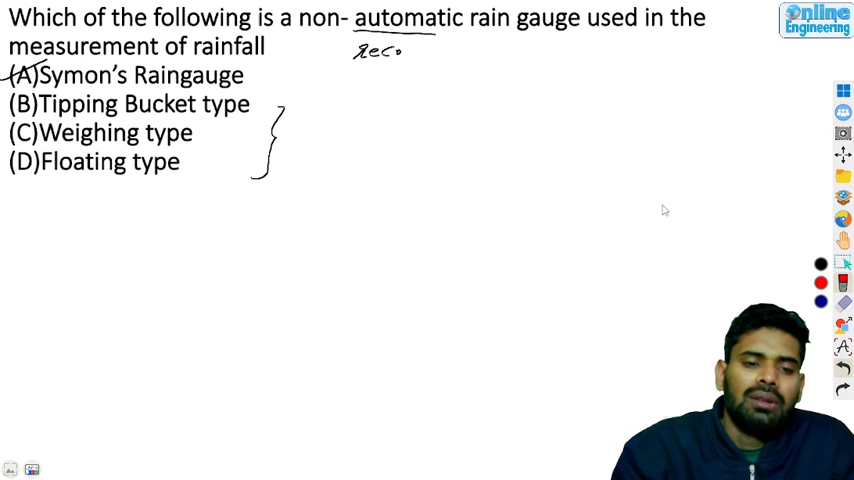 Which of the following is a non- automatic rain gauge used in the
measurement of rainfall
reco
(A)Symon's Raingauge
(B)Tipping Bucket type
(C)Weighing type
(D)Floating type
Online
Engineering